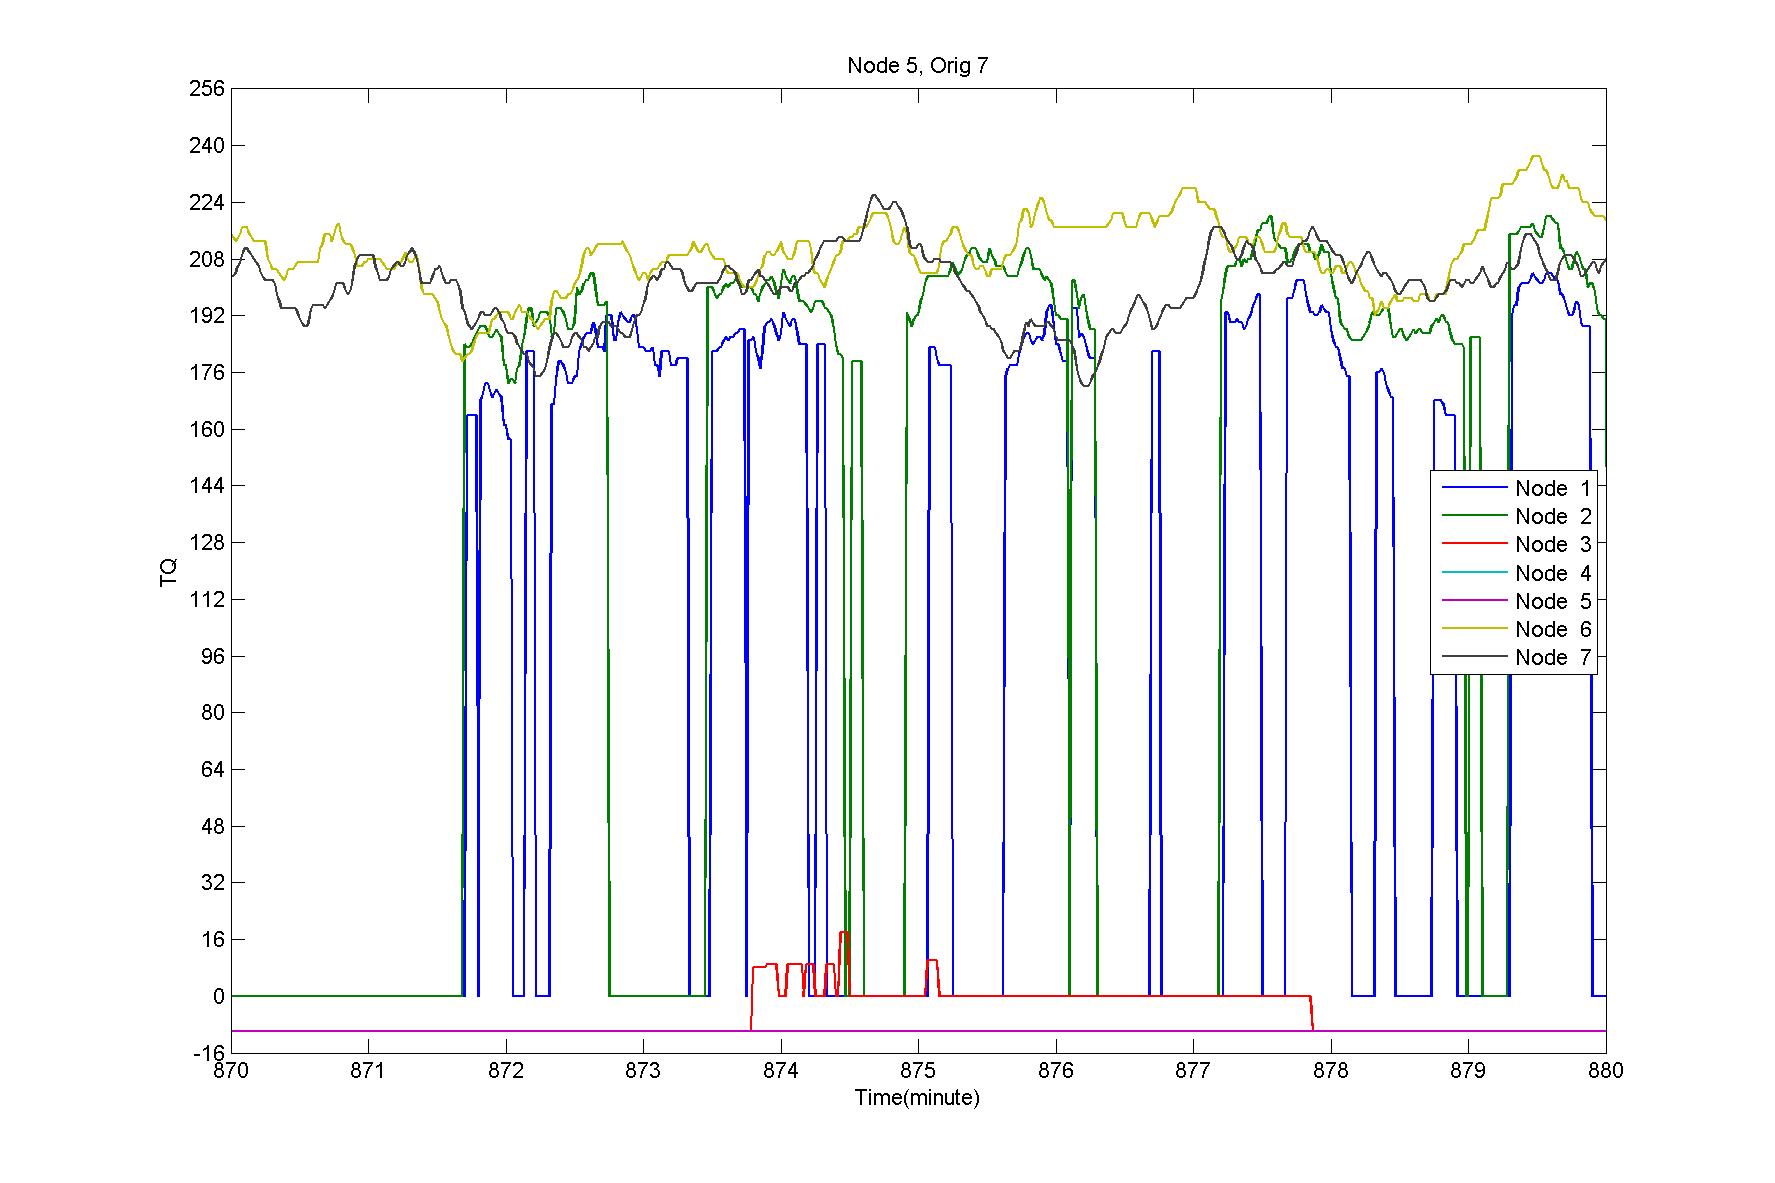 Node 5, Orig 7
256
240
224
208
192
176
160
144
128
112
96
80
64
48
32
16
0
-16
TQ
870 871 872 873 874 875 876 877 878 879 880
Time(minute)
Node 1
Node 2
Node 3
Node 4
Node 5
Node 6
Node 7